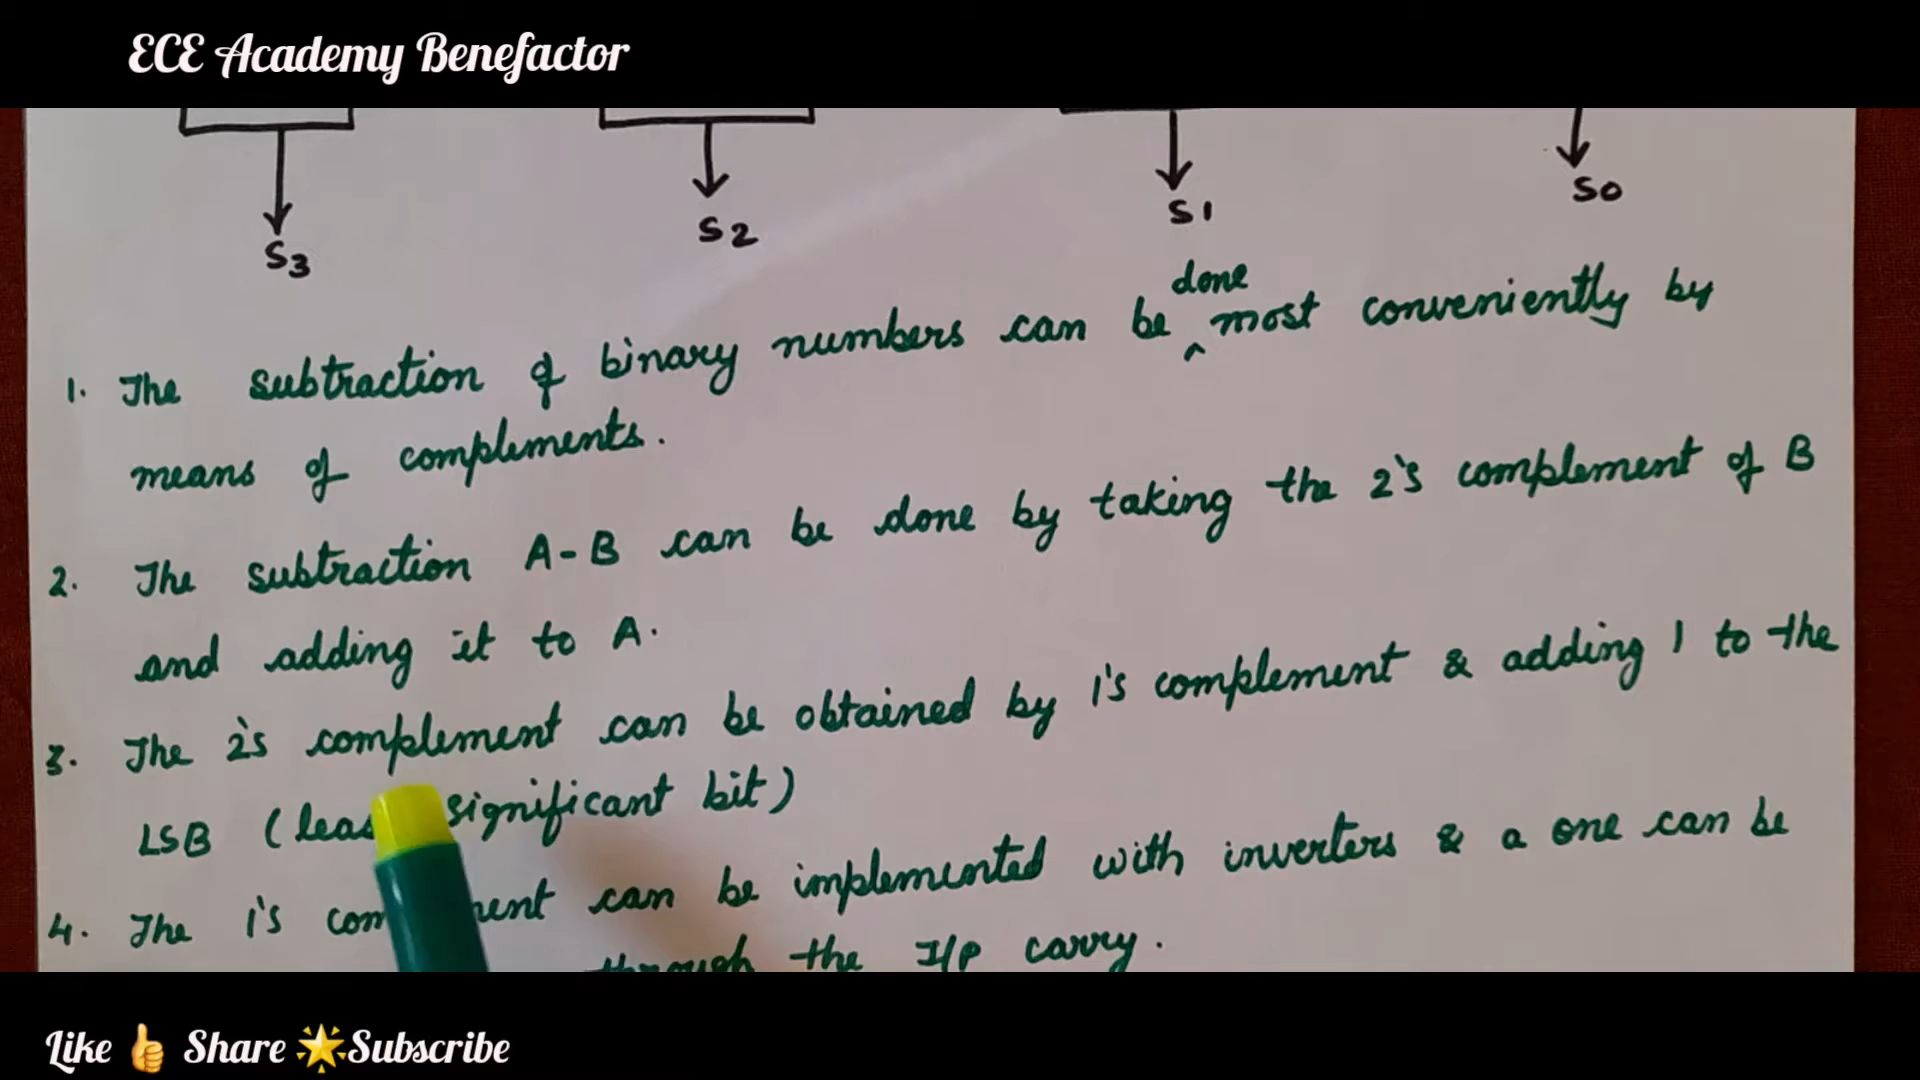 ECE Academy Benefactor
S3 S2 S1 S0
done
1. The subtraction of binary numbers can be ^ most conveniently by
means of complements.
2. The subtraction A-B can be done by taking the 2's complement of B
and adding it to A.
3. The 2's complement can be obtained by 1's complement & adding 1 to the
LSB ( significant bit)
4. The 1's can be implemented with inverters & a one can be
through the I/P carry.
Like 👍 Share 🌟Subscribe